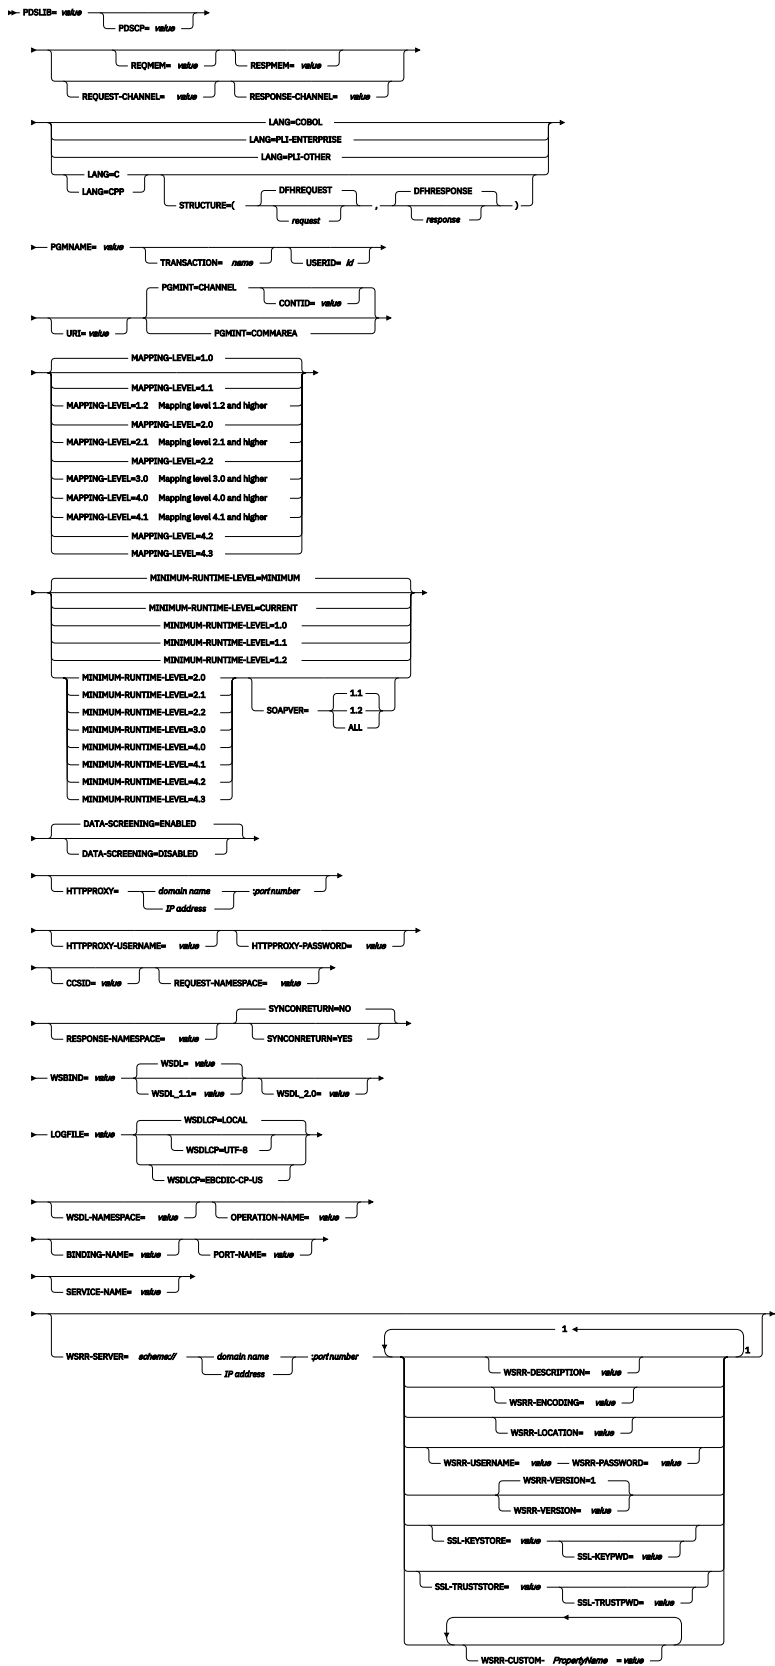 PDSLIB= value
PDSCP= value
REQMEM= value RESPMEM= value
REQUEST-CHANNEL= value RESPONSE-CHANNEL= value
LANG=COBOL
LANG=PLI-ENTERPRISE
LANG=PLI-OTHER
LANG=C
LANG=CPP
STRUCTURE=( DFHREQUEST , DFHRESPONSE )
request response
PGMNAME= value
TRANSACTION= name USERID= id
PGMINT=CHANNEL
CONTID= value
URI= value PGMINT=COMMAREA
MAPPING-LEVEL=1.0
MAPPING-LEVEL=1.1
MAPPING-LEVEL=1.2 Mapping level 1.2 and higher
MAPPING-LEVEL=2.0
MAPPING-LEVEL=2.1 Mapping level 2.1 and higher
MAPPING-LEVEL=2.2
MAPPING-LEVEL=3.0 Mapping level 3.0 and higher
MAPPING-LEVEL=4.0 Mapping level 4.0 and higher
MAPPING-LEVEL=4.1 Mapping level 4.1 and higher
MAPPING-LEVEL=4.2
MAPPING-LEVEL=4.3
MINIMUM-RUNTIME-LEVEL=MINIMUM
MINIMUM-RUNTIME-LEVEL=CURRENT
MINIMUM-RUNTIME-LEVEL=1.0
MINIMUM-RUNTIME-LEVEL=1.1
MINIMUM-RUNTIME-LEVEL=1.2
MINIMUM-RUNTIME-LEVEL=2.0
MINIMUM-RUNTIME-LEVEL=2.1
MINIMUM-RUNTIME-LEVEL=2.2
MINIMUM-RUNTIME-LEVEL=3.0
MINIMUM-RUNTIME-LEVEL=4.0
MINIMUM-RUNTIME-LEVEL=4.1
MINIMUM-RUNTIME-LEVEL=4.2
MINIMUM-RUNTIME-LEVEL=4.3
SOAPVER= 1.1
1.2
ALL
DATA-SCREENING=ENABLED
DATA-SCREENING=DISABLED
HTTPPROXY= domain name :port number
IP address
HTTPPROXY-USERNAME= value HTTPPROXY-PASSWORD= value
CCSID= value REQUEST-NAMESPACE= value
SYNCONRETURN=NO
RESPONSE-NAMESPACE= value SYNCONRETURN=YES
WSDL= value
WSBIND= value
WSDL_1.1= value WSDL_2.0= value
WSDLCP=LOCAL
LOGFILE= value
WSDLCP=UTF-8
WSDLCP=EBCDIC-CP-US
WSDL-NAMESPACE= value OPERATION-NAME= value
BINDING-NAME= value PORT-NAME= value
SERVICE-NAME= value
1
1
WSRR-SERVER= scheme:// domain name :port number
IP address
WSRR-DESCRIPTION= value
WSRR-ENCODING= value
WSRR-LOCATION= value
WSRR-USERNAME= value WSRR-PASSWORD= value
WSRR-VERSION=1
WSRR-VERSION= value
SSL-KEYSTORE= value
SSL-KEYPWD= value
SSL-TRUSTSTORE= value
SSL-TRUSTPWD= value
WSRR-CUSTOM- PropertyName = value